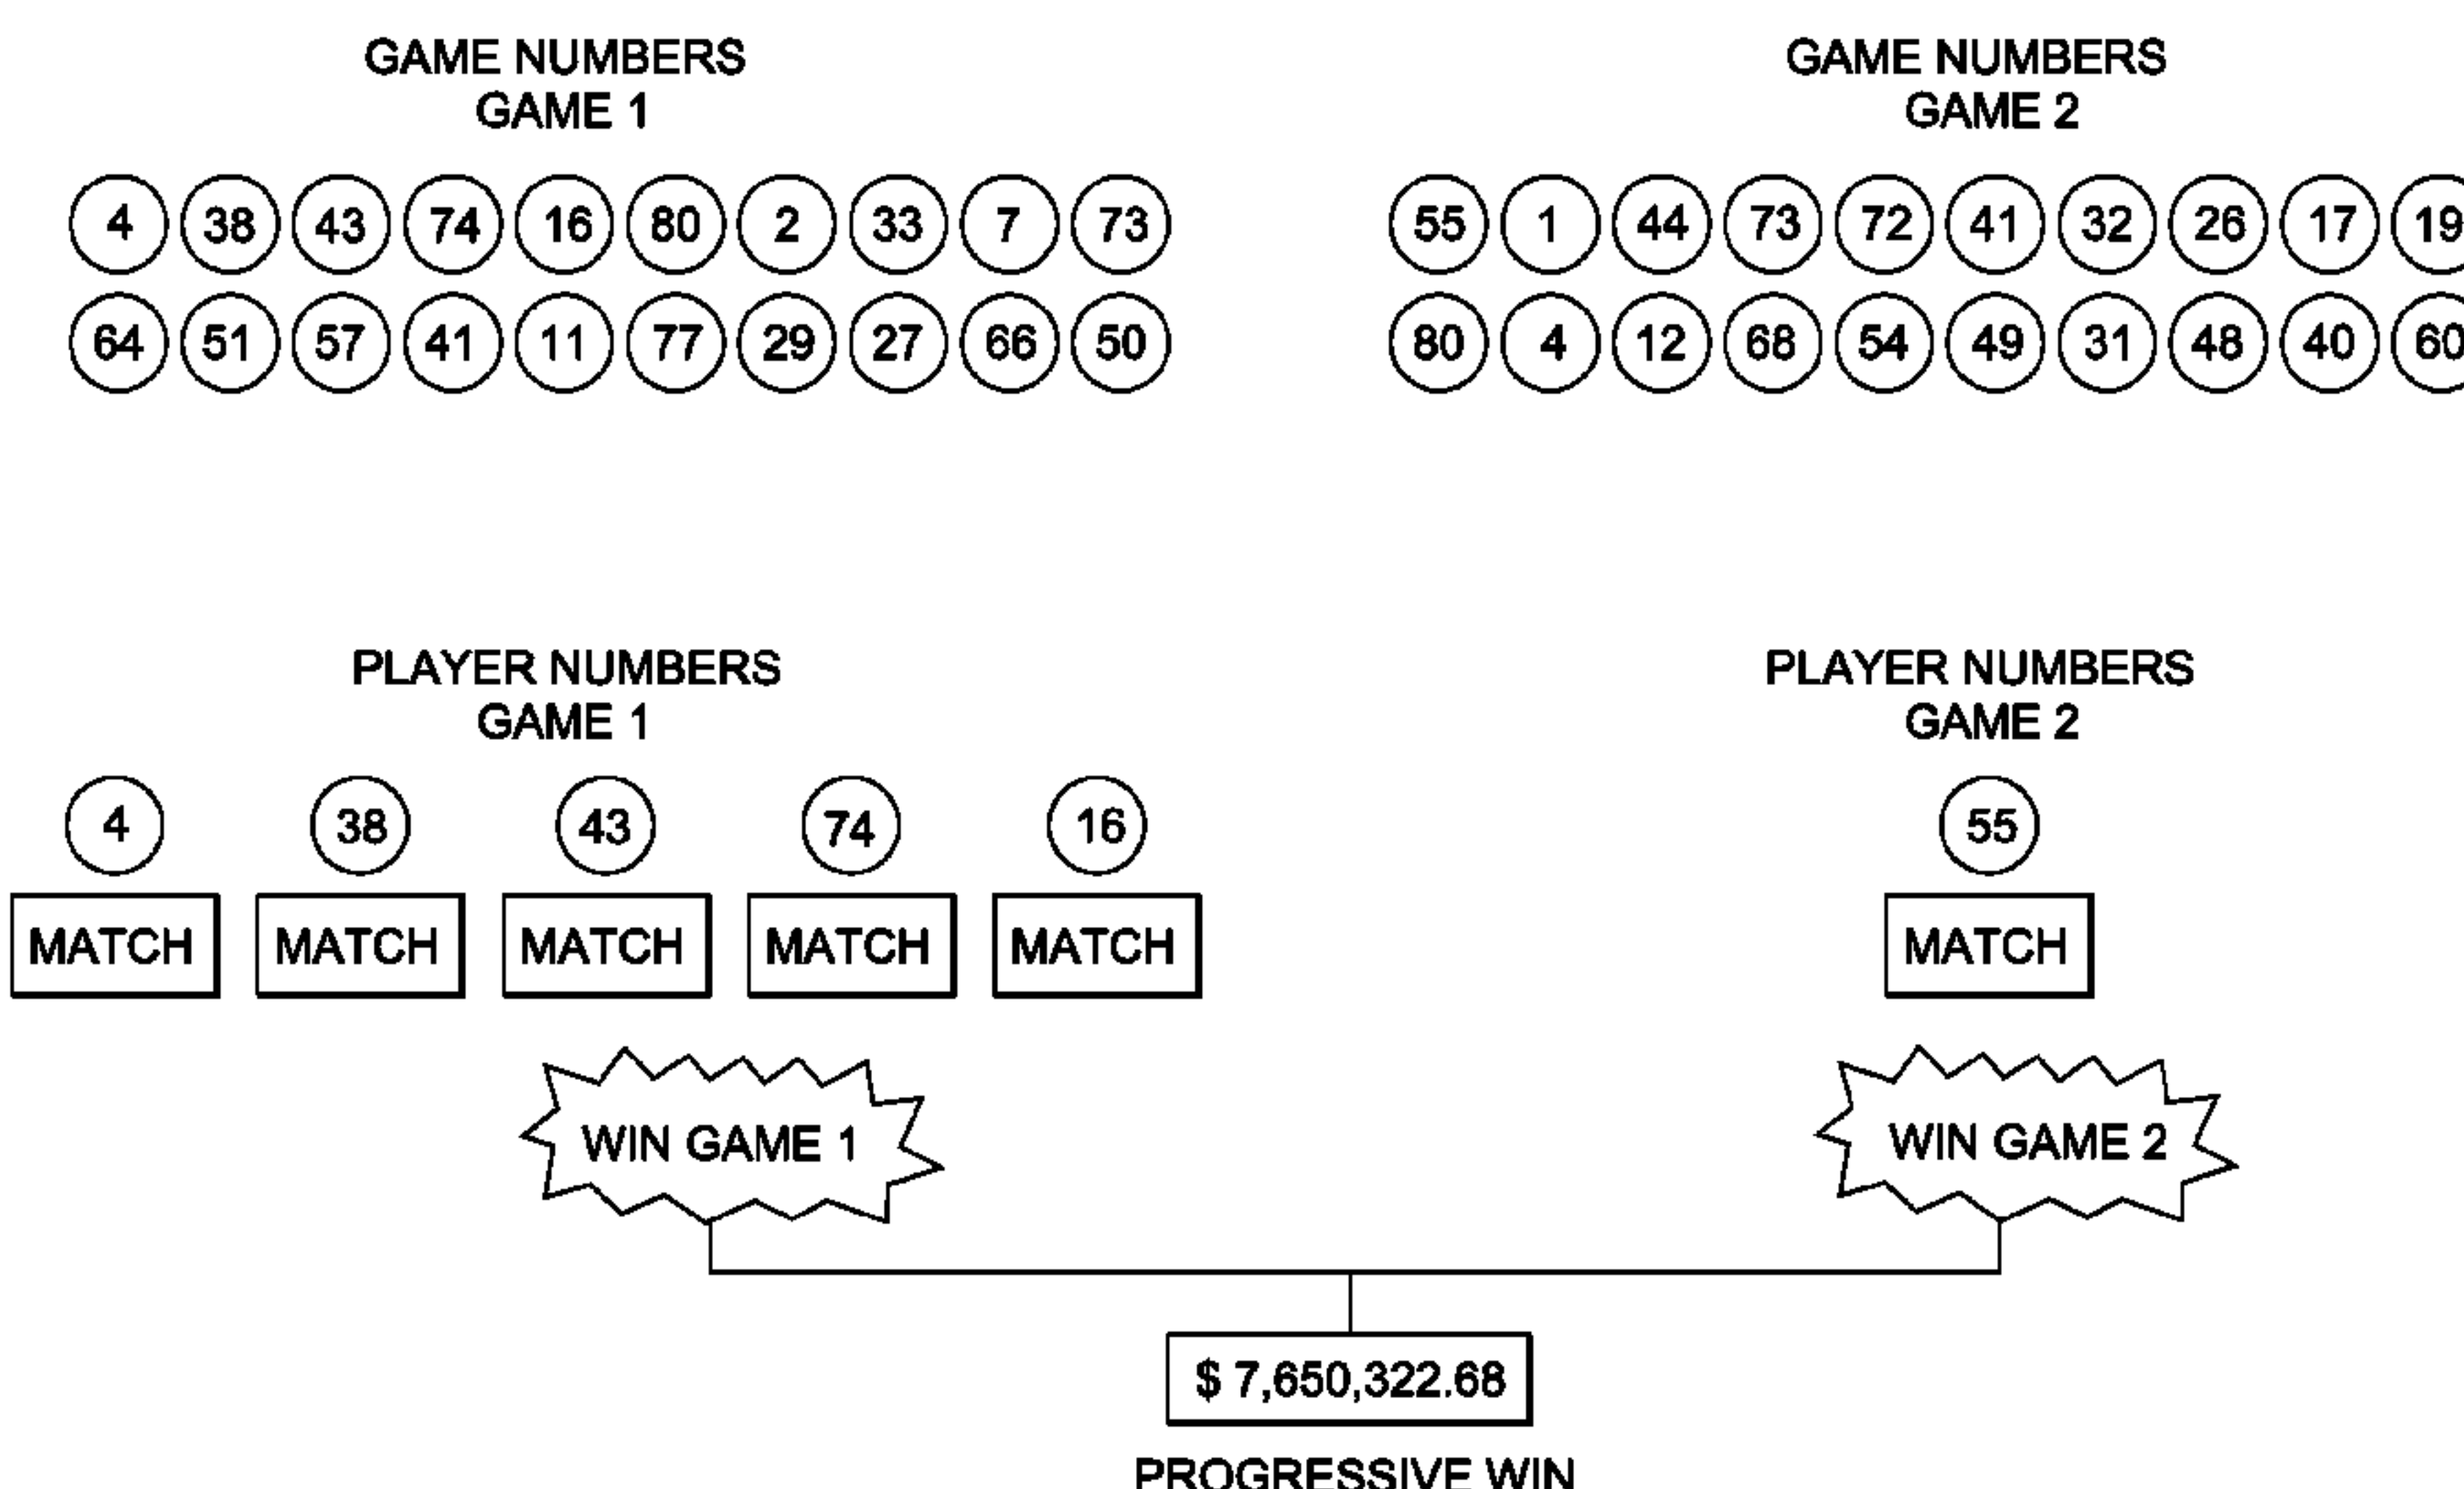 GAME NUMBERS
GAME 1
4 38 43 74 16 80 2 33 7 73
64 51 57 41 11 77 29 27 66 50
GAME NUMBERS
GAME 2
55 1 44 73 72 41 32 26 17 19
80 4 12 68 54 49 31 48 40 60
PLAYER NUMBERS
GAME 1
4 38 43 74 16
MATCH MATCH MATCH MATCH MATCH
WIN GAME 1
PLAYER NUMBERS
GAME 2
55
MATCH
WIN GAME 2
$ 7,650,322.68
PROGRESSIVE WIN